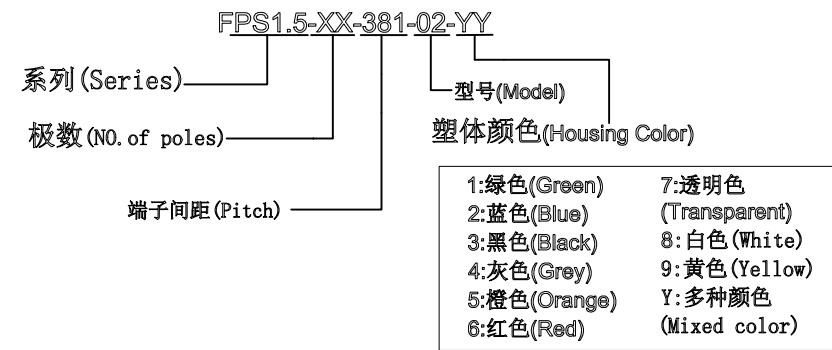 FPS1.5-XX-381-02-YY
系列(Series)
型号(Model)
极数(NO.of poles)
塑体颜色(Housing Color)
端子间距(Pitch)
1:绿色(Green)
2:蓝色(Blue)
3:黑色(Black)
4:灰色(Grey)
5:橙色(Orange)
6:红色(Red)
7:透明色
(Transparent)
8:白色(White)
9:黄色(Yellow)
Y:多种颜色
(Mixed color)